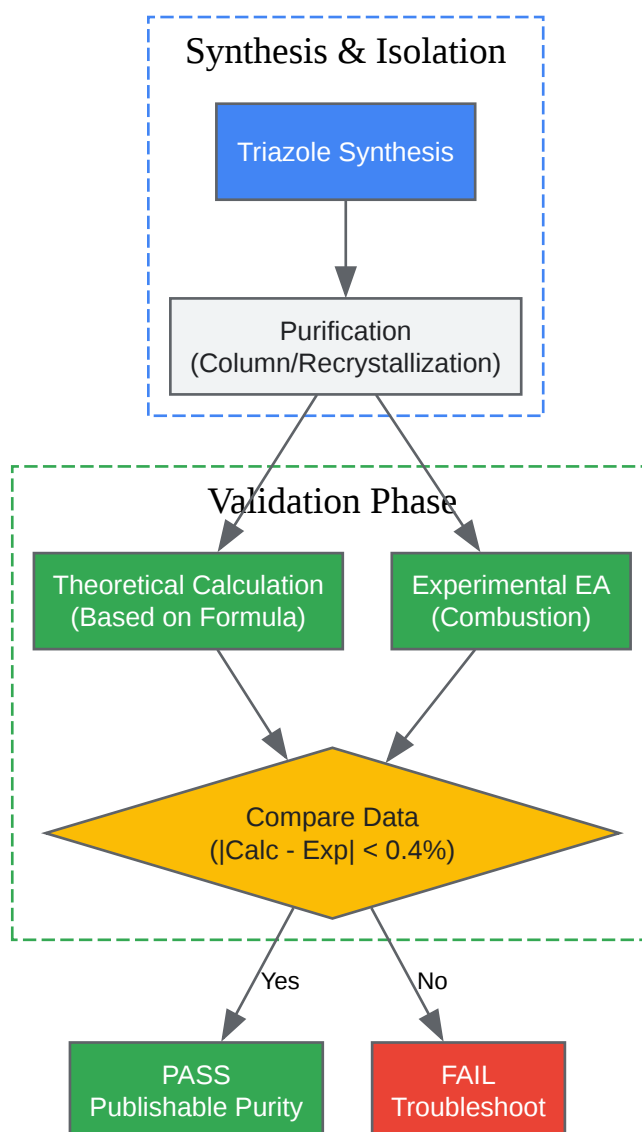 Synthesis & Isolation
Triazole Synthesis
Purification
(Column/Recrystallization)
Validation Phase
Theoretical Calculation
(Based on Formula)
Experimental EA
(Combustion)
Compare Data
(|Calc - Exp| < 0.4%)
Yes
No
PASS
Publishable Purity
FAIL
Troubleshoot